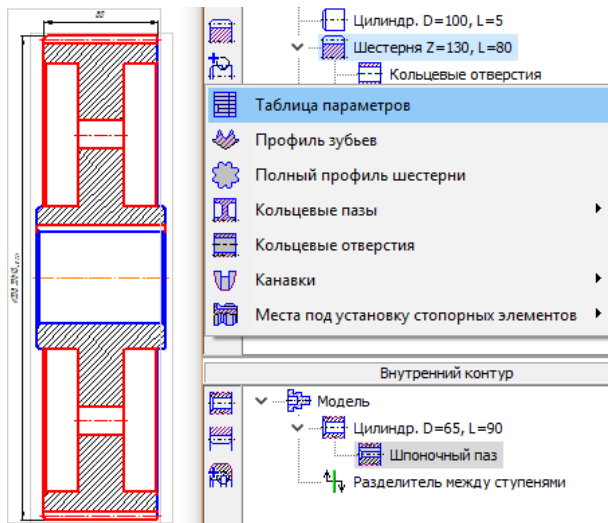 80
Цилиндр. D=100, L=5
Шестерня Z=130, L=80
Кольцевые отверстия
Таблица параметров
Профиль зубьев
Полный профиль шестерни
Кольцевые пазы
Кольцевые отверстия
Канавки
Места под установку стопорных элементов
Внутренний контур
Модель
Цилиндр. D=65, L=90
Шпоночный паз
Разделитель между ступенями